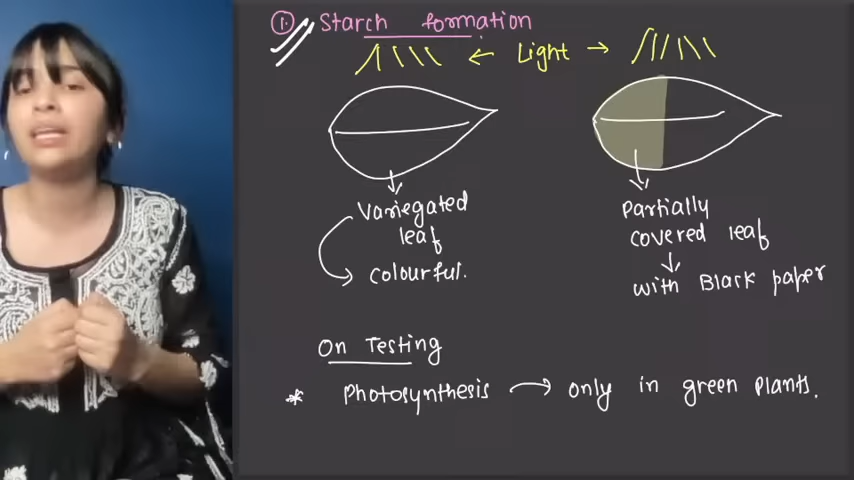 1. Starch formation
← Light →
Variegated
leaf
colourful.
Partially
covered leaf
with Black paper
On Testing
* Photosynthesis → only in green plants.